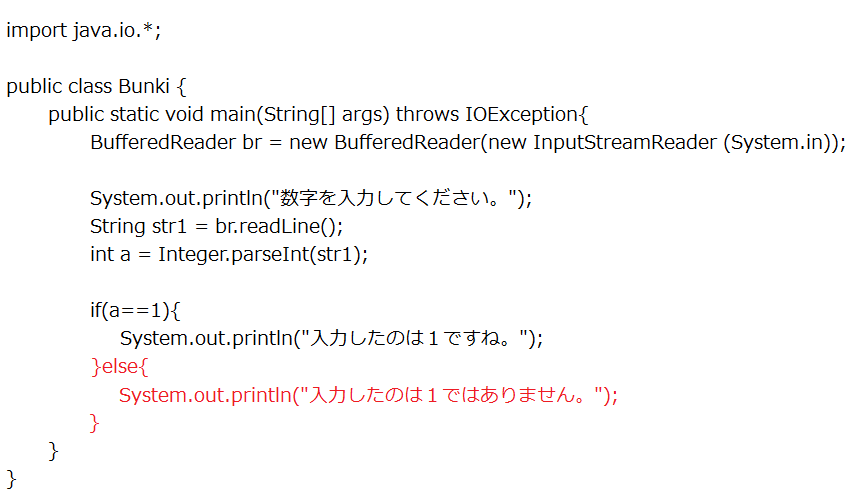 import java.io.*;
public class Bunki {
public static void main(String[] args) throws IOException{
BufferedReader br = new BufferedReader(new InputStreamReader (System.in));
System.out.println("数字を入力してください。");
String str1 = br.readLine();
int a = Integer.parseInt(str1);
if(a==1){
System.out.println("入力したのは１ですね。");
}else{
System.out.println("入力したのは１ではありません。");
}
}
}